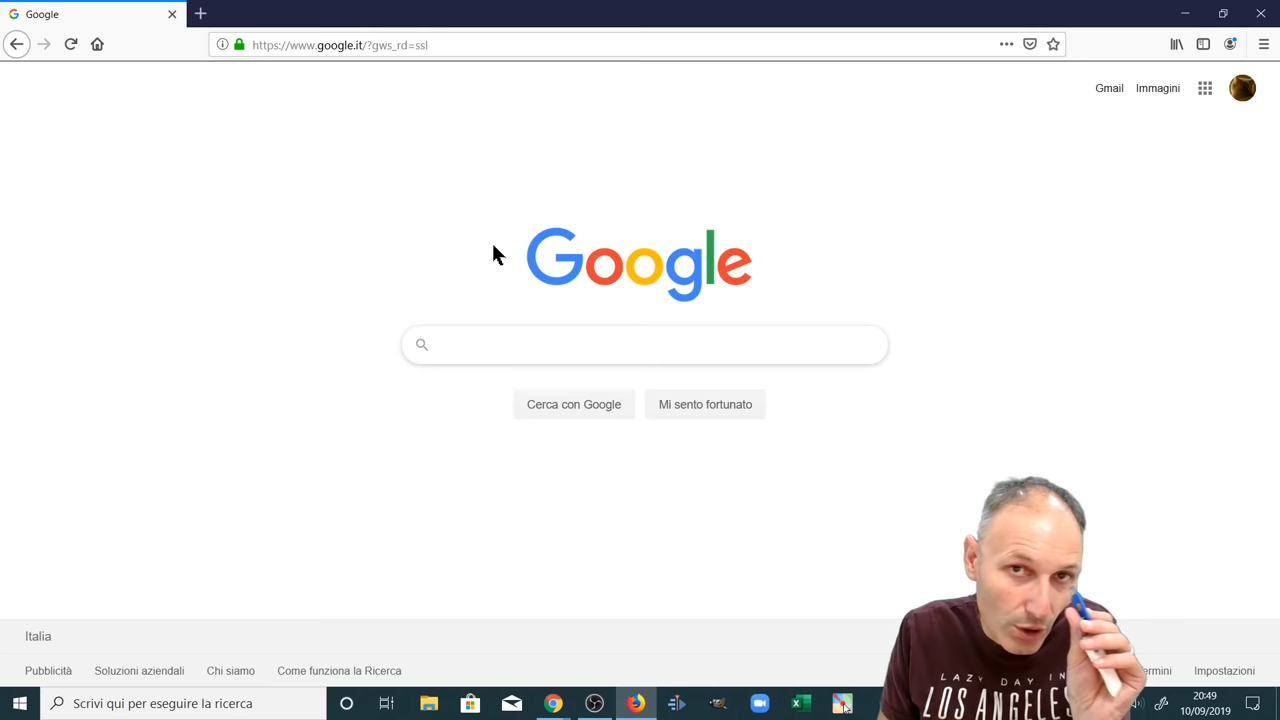 Google
https://www.google.it/?gws_rd=ssl
Gmail Immagini
Google
Cerca con Google Mi sento fortunato
Italia
Pubblicità Soluzioni aziendali Chi siamo Come funziona la Ricerca Impostazioni
LAZY DAY IN
LOS ANGELES
Scrivi qui per eseguire la ricerca
20:49
10/09/2019